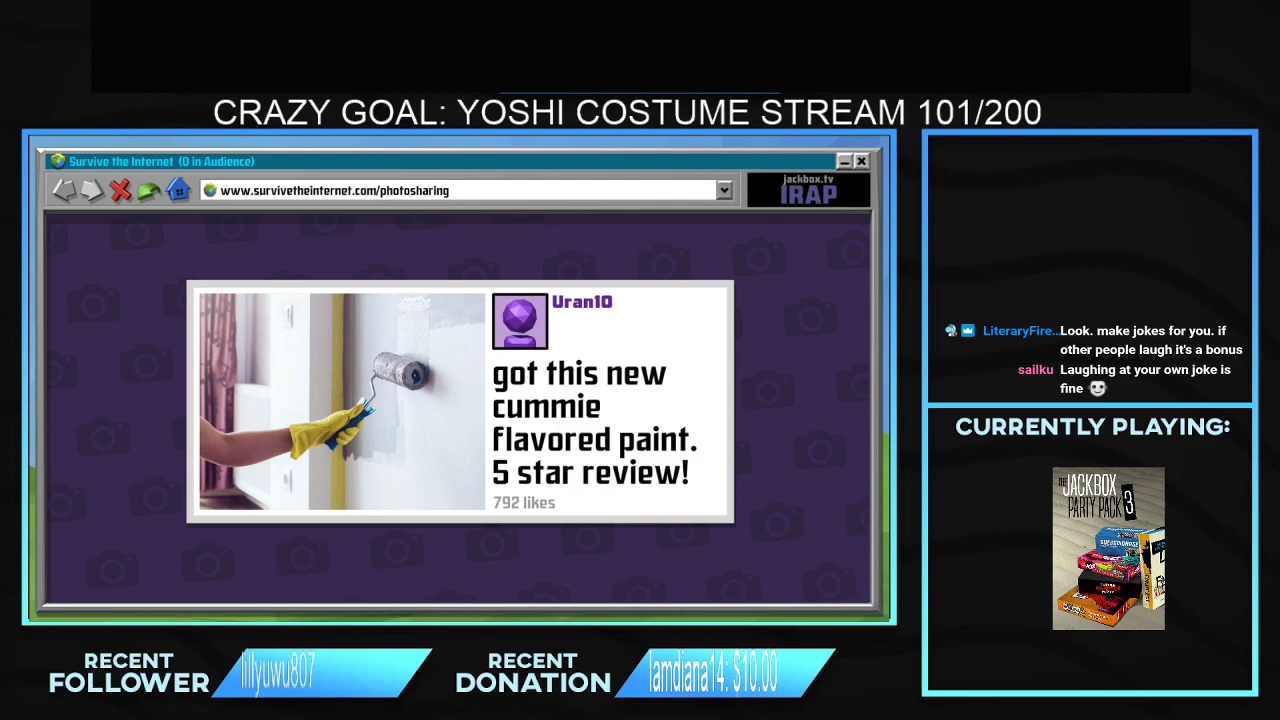 CRAZY GOAL: YOSHI COSTUME STREAM 101/200
Survive the Internet (0 in Audience)
www.survivetheinternet.com/photosharing
jackbox.tv
IRAP
Uran10
got this new
cummie
flavored paint.
5 star review!
792 likes
LiteraryFire... Look. make jokes for you. if
other people laugh it's a bonus
sailku Laughing at your own joke is
fine
CURRENTLY PLAYING:
THE JACKBOX
PARTY PACK 3
RECENT
FOLLOWER
lillyuwu807
RECENT
DONATION
Iamdiana14: $10.00